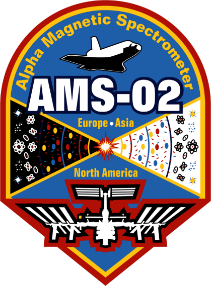 Alpha Magnetic Spectrometer
AMS-02
Europe • Asia
North America